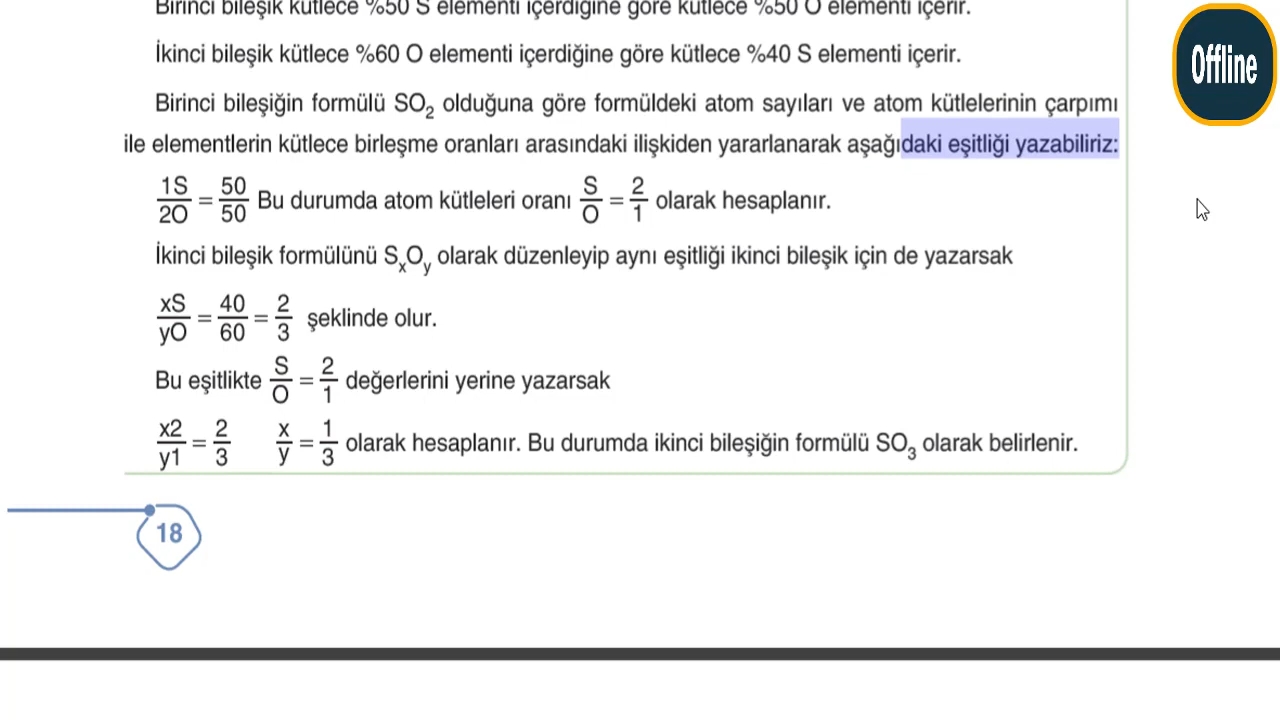 Birinci bileşik kütlece %50 S elementi içerdiğine göre kütlece %50 O elementi içerir.
Offline
İkinci bileşik kütlece %60 O elementi içerdiğine göre kütlece %40 S elementi içerir.
Birinci bileşiğin formülü SO₂ olduğuna göre formüldeki atom sayıları ve atom kütlelerinin çarpımı
ile elementlerin kütlece birleşme oranları arasındaki ilişkiden yararlanarak aşağıdaki eşitliği yazabiliriz:
1S/2O = 50/50 Bu durumda atom kütleleri oranı S/O = 2/1 olarak hesaplanır.
İkinci bileşik formülünü SₓOᵧ olarak düzenleyip aynı eşitliği ikinci bileşik için de yazarsak
xS/yO = 40/60 = 2/3 şeklinde olur.
Bu eşitlikte S/O = 2/1 değerlerini yerine yazarsak
x2/y1 = 2/3 x/y = 1/3 olarak hesaplanır. Bu durumda ikinci bileşiğin formülü SO₃ olarak belirlenir.
18